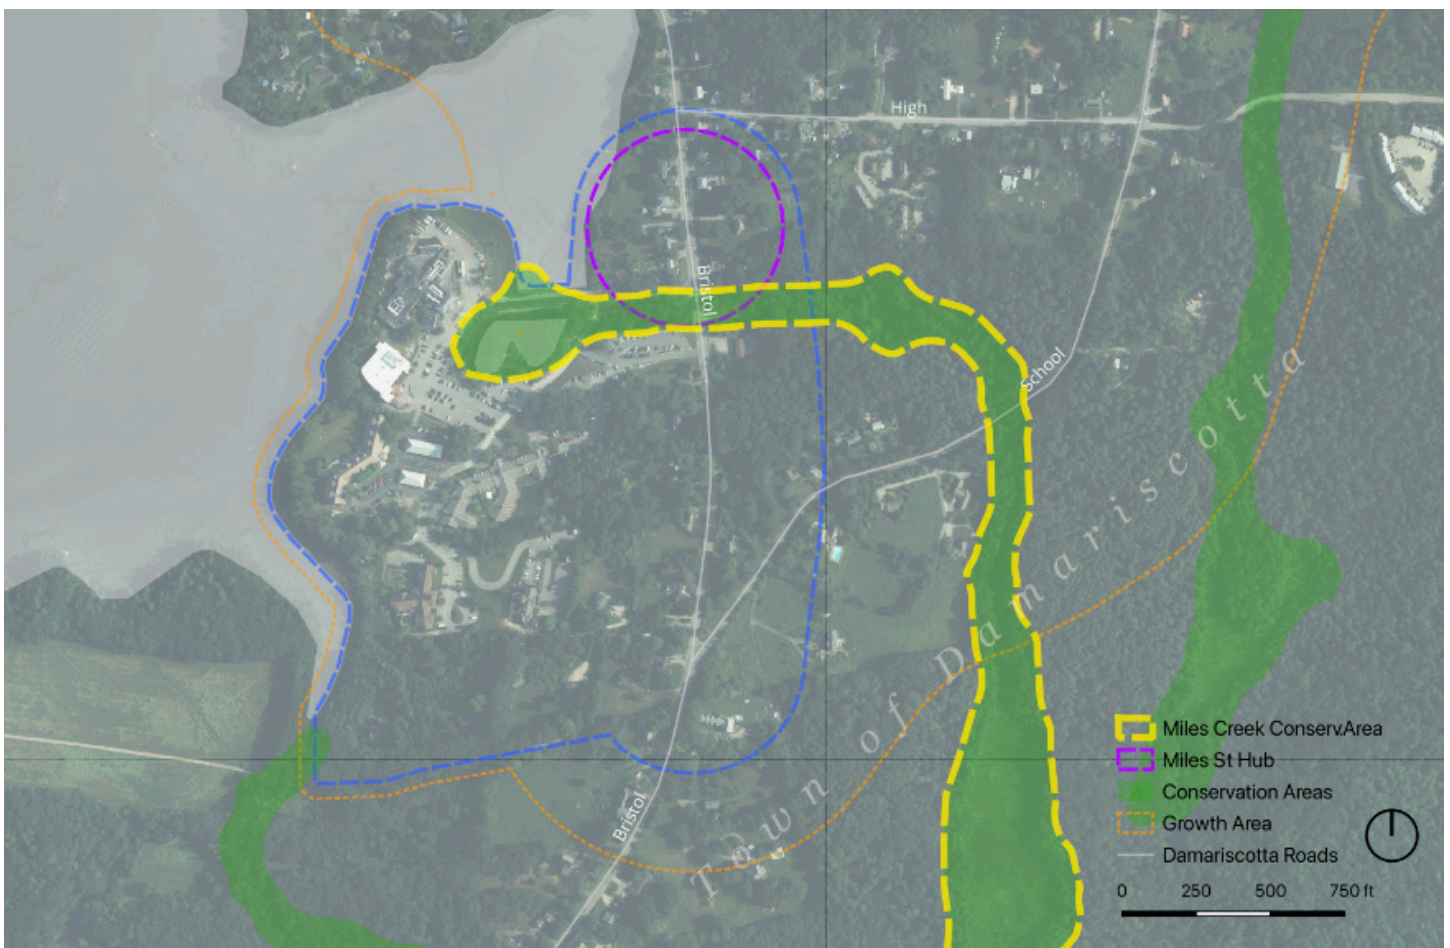 High
Bristol
School
Town of Damariscotta
Bristol
Miles Creek Conserv.Area
Miles St Hub
Conservation Areas
Growth Area
Damariscotta Roads
0 250 500 750 ft